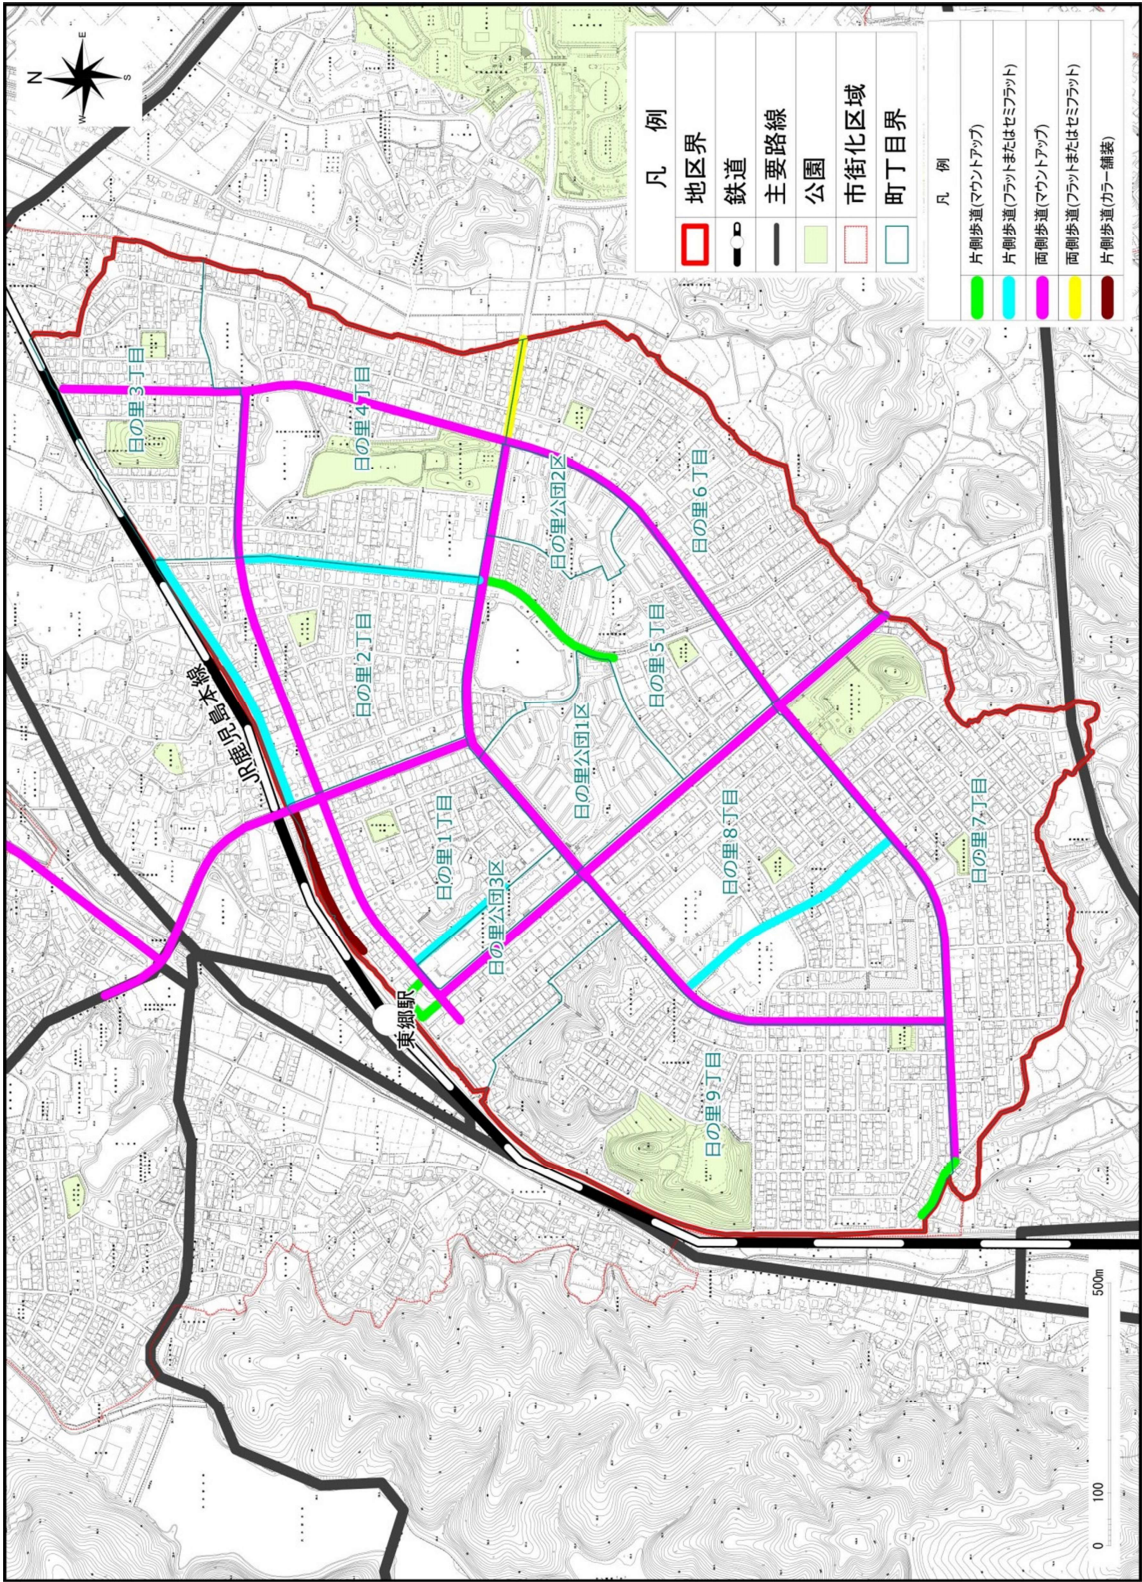 N
E
S
W
凡　例
地区界
鉄道
主要路線
公園
市街化区域
町丁目界
凡　例
片側歩道(マウントアップ)
片側歩道(フラットまたはセミフラット)
両側歩道(マウントアップ)
両側歩道(フラットまたはセミフラット)
片側歩道(カラー舗装)
JR鹿児島本線
東郷駅
日の里3丁目
日の里4丁目
日の里2丁目
日の里公団2区
日の里6丁目
日の里5丁目
日の里公団1区
日の里1丁目
日の里公団3区
日の里8丁目
日の里7丁目
日の里9丁目
0
100
500m